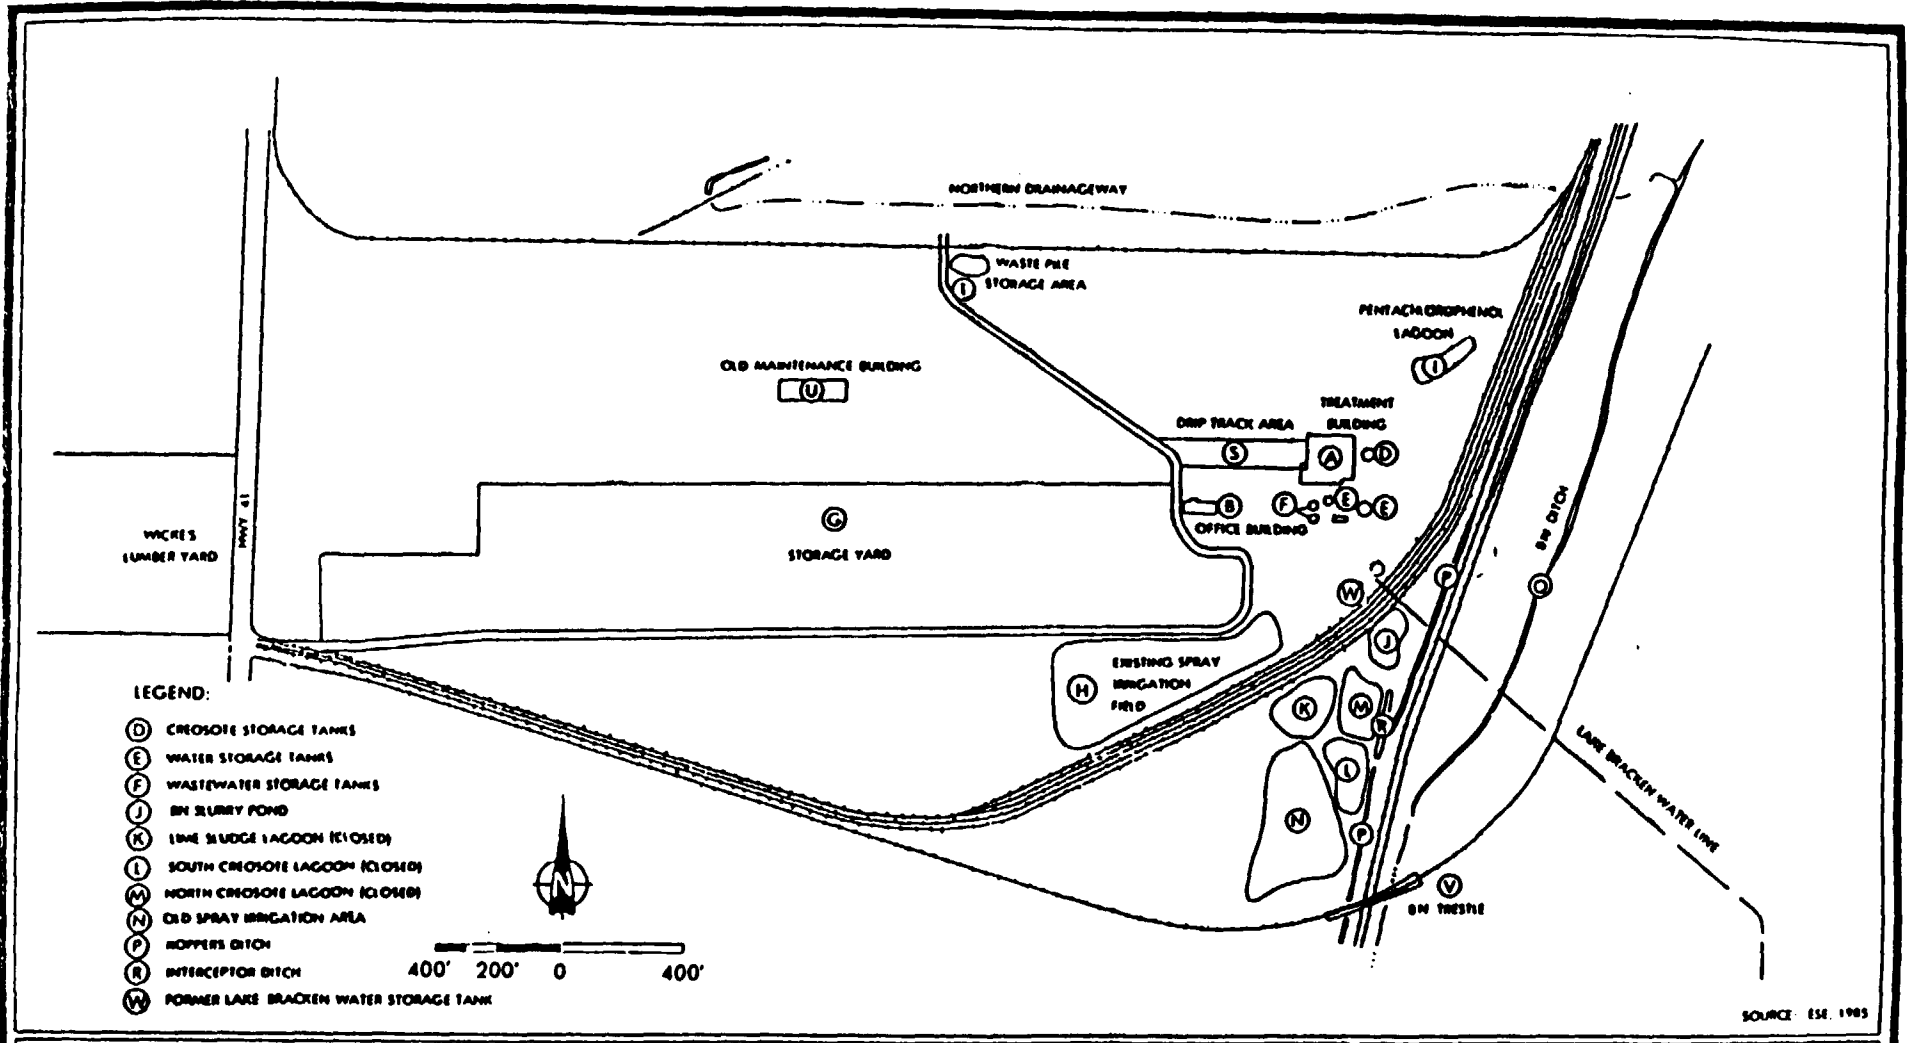 NORTHERN DRAINAGEWAY
WASTE PILE
STORAGE AREA
T
PENTACHLOROPHENOL
LAGOON
I
OLD MAINTENANCE BUILDING
U
TREATMENT
BUILDING
DRIP TRACK AREA
S
A
D
HWY 41
G
STORAGE YARD
B
OFFICE BUILDING
F
E
E
WICKES
LUMBER YARD
DITCH
Q
W
P
J
EXISTING SPRAY
IRRIGATION
FIELD
H
K
M
R
L
N
P
LAKE BRACKEN WATER LINE
V
BN TRESTLE
LEGEND:
D CREOSOTE STORAGE TANKS
E WATER STORAGE TANKS
F WASTEWATER STORAGE TANKS
J BN SLURRY POND
K LIME SLUDGE LAGOON (CLOSED)
L SOUTH CREOSOTE LAGOON (CLOSED)
M NORTH CREOSOTE LAGOON (CLOSED)
N OLD SPRAY IRRIGATION AREA
P KOPPERS DITCH
R INTERCEPTOR DITCH
W FORMER LAKE BRACKEN WATER STORAGE TANK
N
400' 200' 0 400'
SOURCE: ESE, 1985